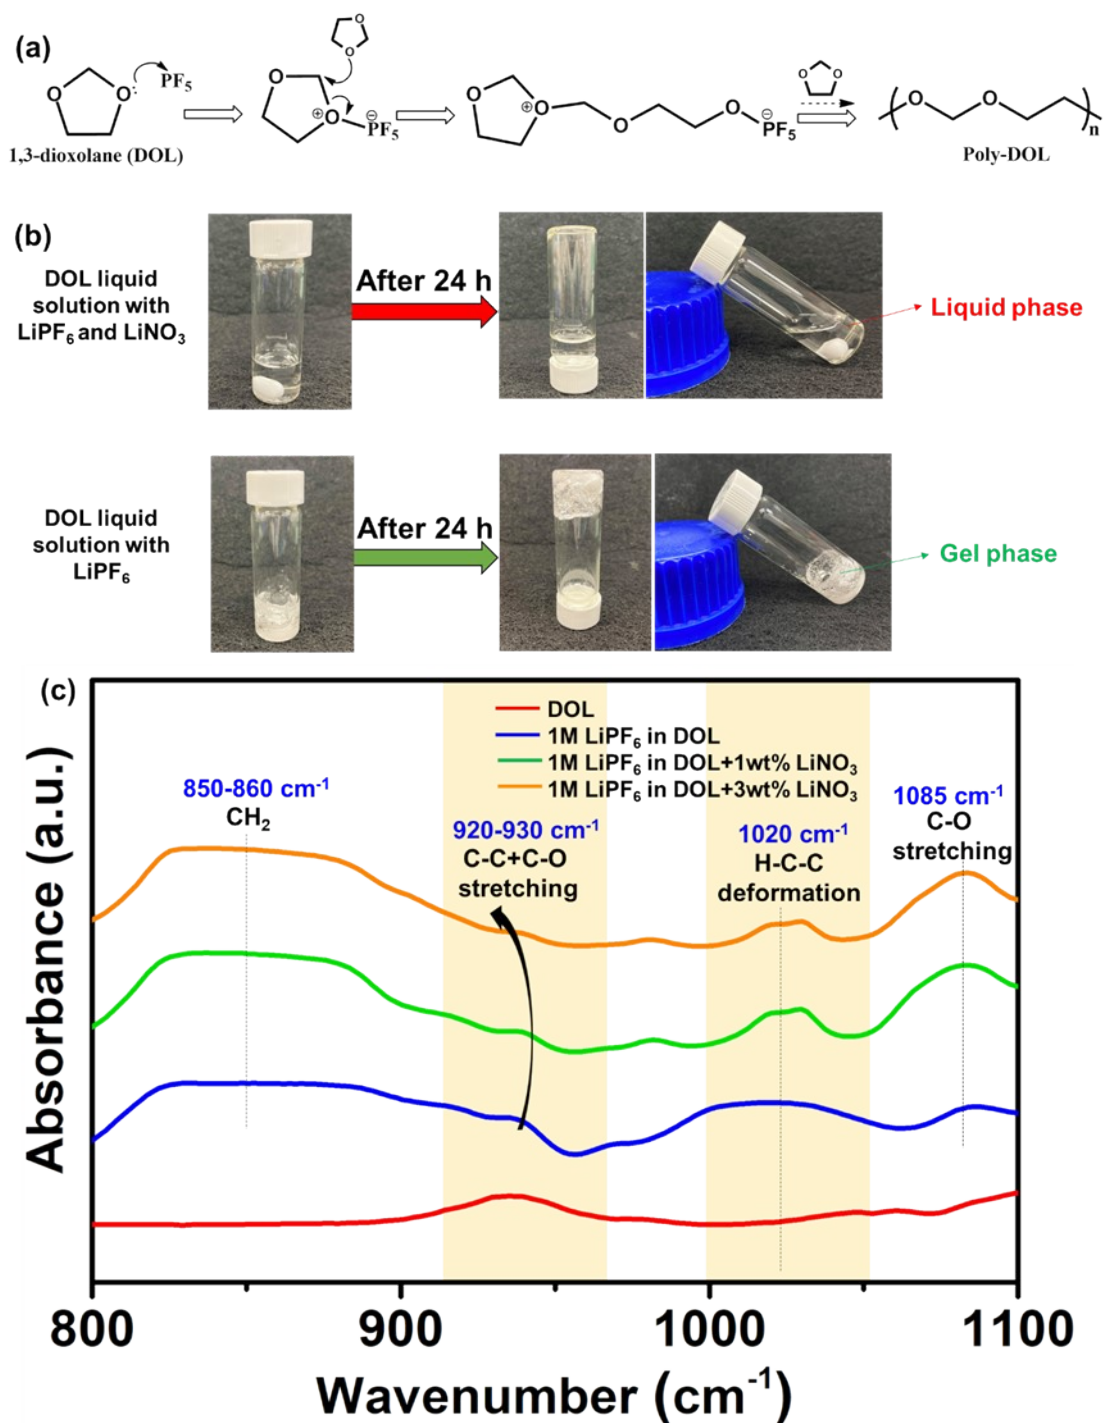 (a)
O
O
O
O:
PF5
O
O
⊕
⊖
PF5
O
O
⊕
O
O
⊖
PF5
O
O
O
O
n
1,3-dioxolane (DOL)
Poly-DOL
(b)
DOL liquid
solution with
LiPF6 and LiNO3
After 24 h
Liquid phase
DOL liquid
solution with
LiPF6
After 24 h
Gel phase
(c)
DOL
1M LiPF6 in DOL
1M LiPF6 in DOL+1wt% LiNO3
1M LiPF6 in DOL+3wt% LiNO3
850-860 cm-1
CH2
920-930 cm-1
C-C+C-O
stretching
1020 cm-1
H-C-C
deformation
1085 cm-1
C-O
stretching
Absorbance (a.u.)
800
900
1000
1100
Wavenumber (cm-1)